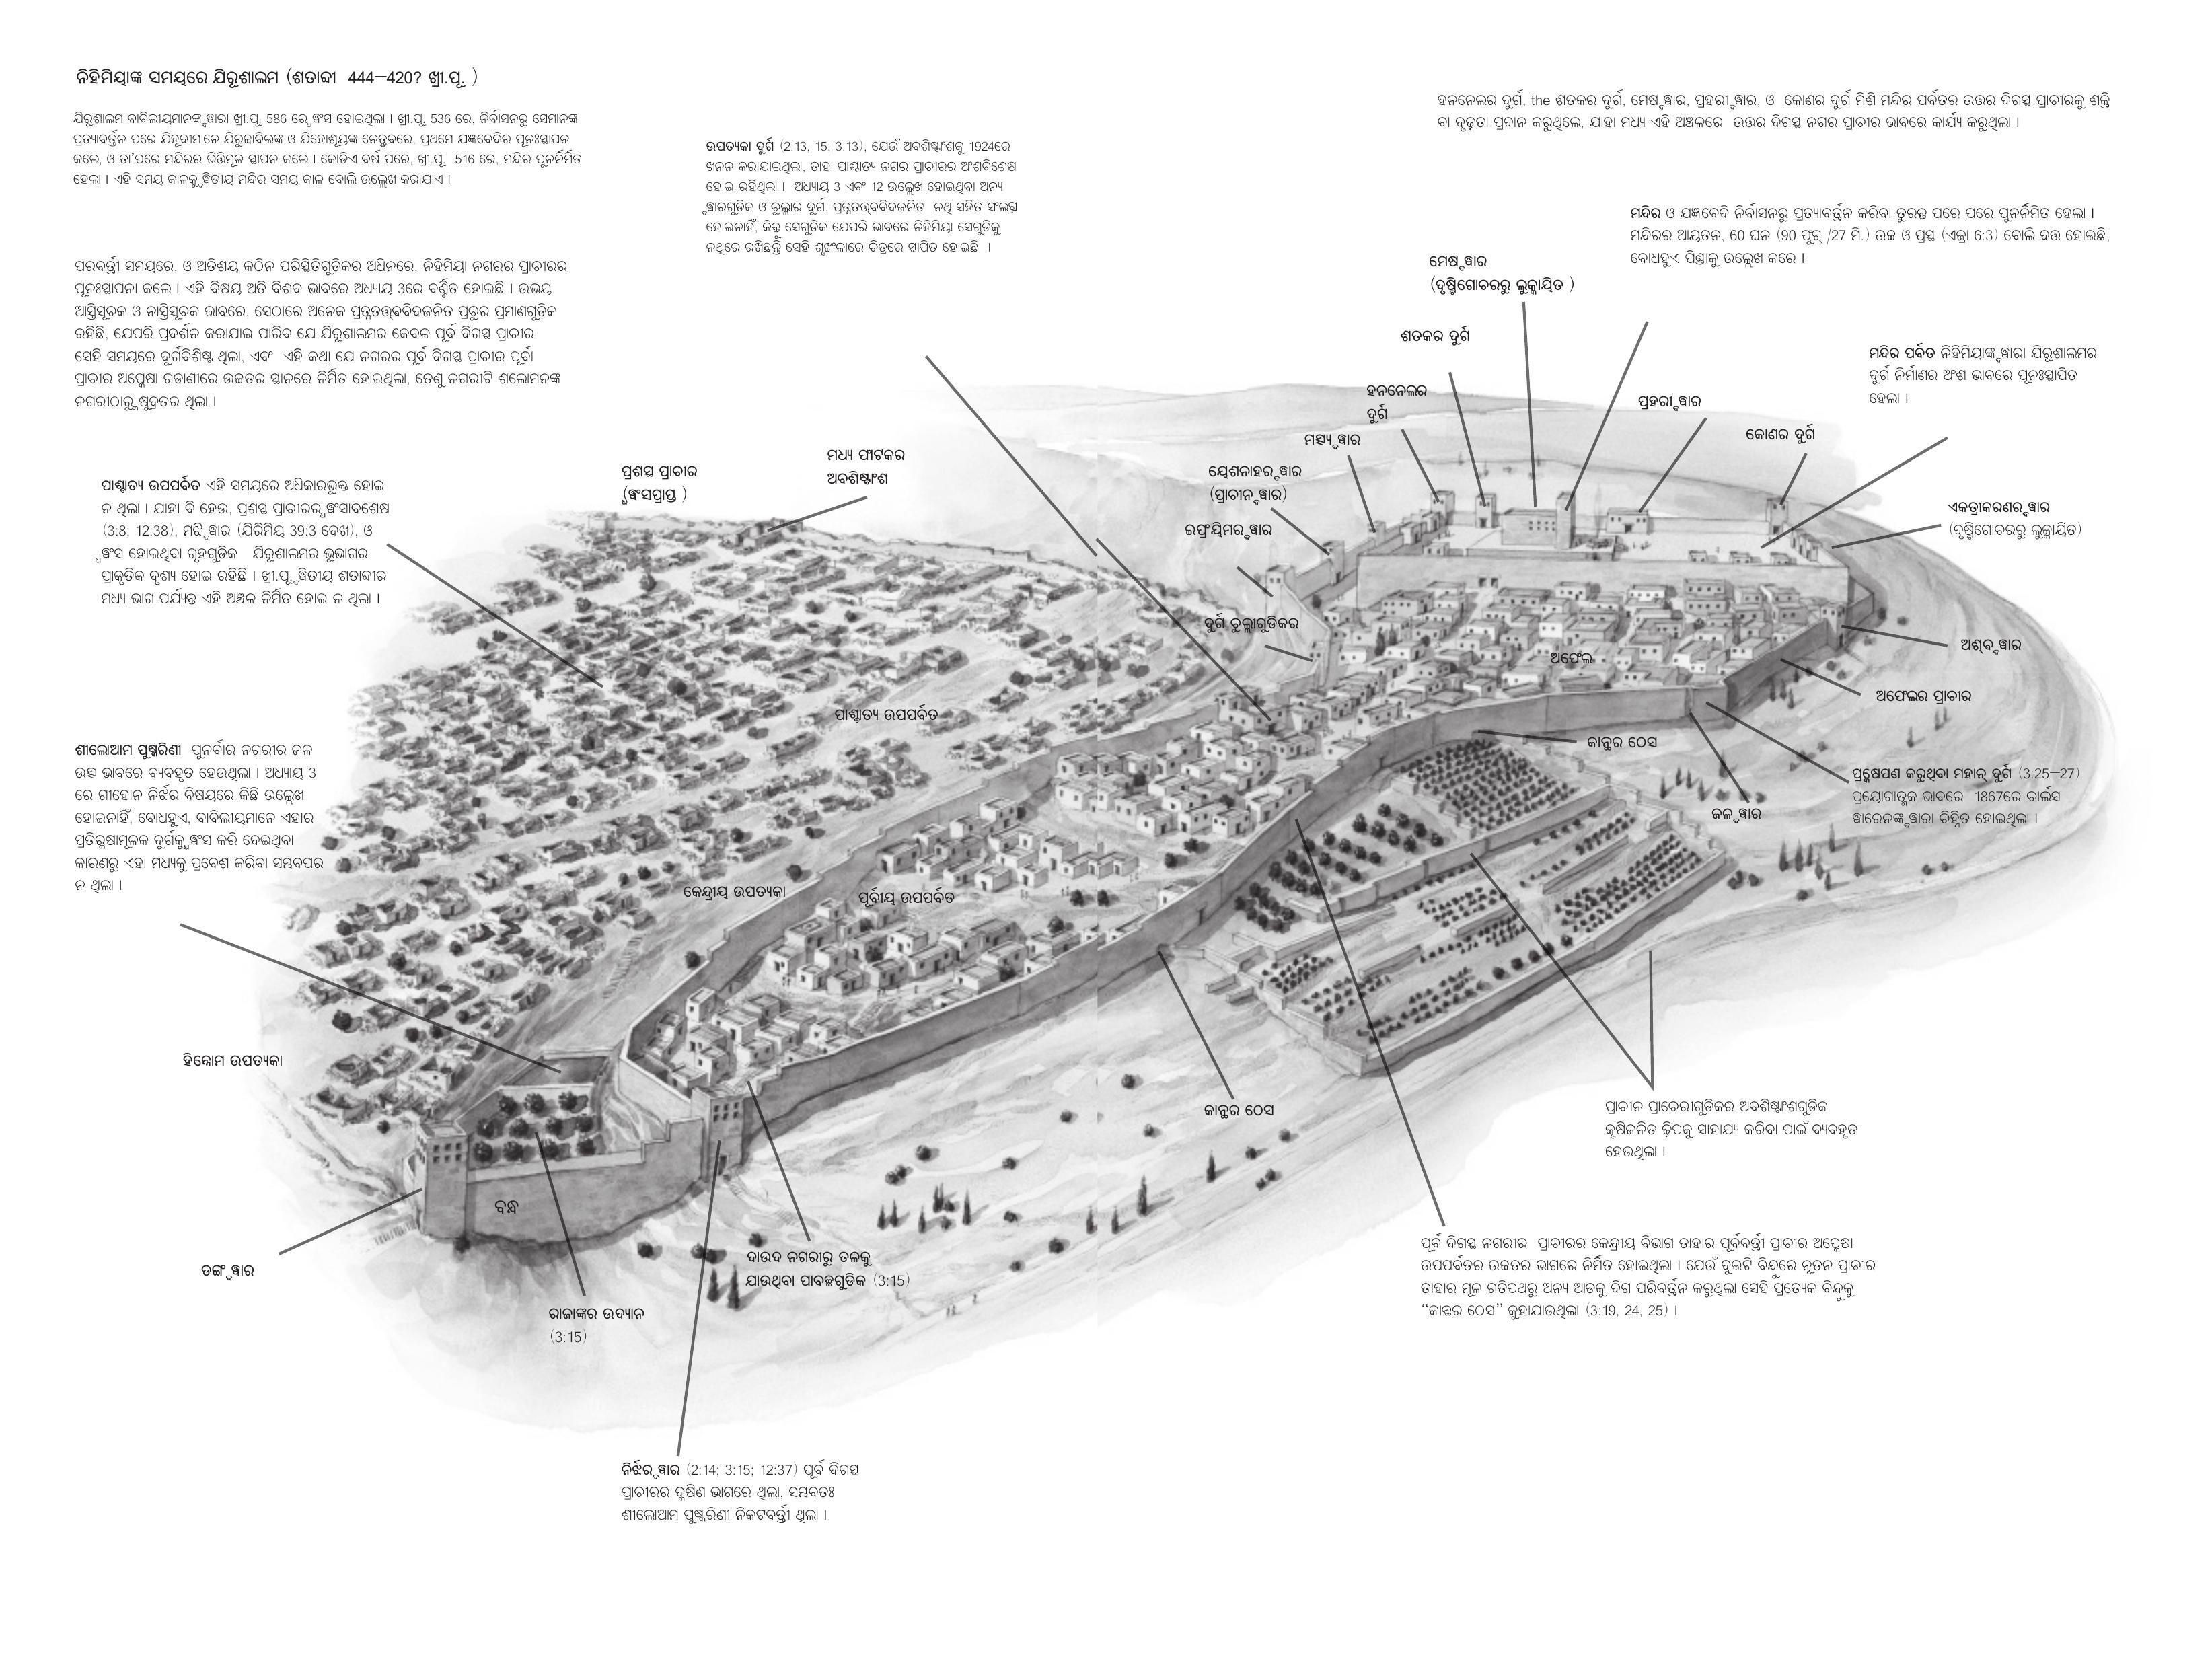 ନିହିମିୟାଙ୍କ ସମୟରେ ଯିରୂଶାଲମ (ଶତାବ୍ଦୀ 444–420? ଖ୍ରୀ.ପୂ. )
ଯିରୂଶାଲମ ବାବିଲୀୟମାନଙ୍କ ଦ୍ୱାରା ଖ୍ରୀ.ପୂ. 586 ରେ ଧ୍ୱଂସ ହୋଇଥିଲା । ଖ୍ରୀ.ପୂ. 536 ରେ, ନିର୍ବାସନରୁ ସେମାନଙ୍କ
ପ୍ରତ୍ୟାବର୍ତ୍ତନ ପରେ ଯିହୂଦୀମାନେ ଯିରୁବ୍ବାବିଲଙ୍କ ଓ ଯିହୋଶୂୟଙ୍କ ନେତୃତ୍ୱରେ, ପ୍ରଥମେ ଯଜ୍ଞବେଦିର ପୂନଃସ୍ଥାପନ
କଲେ, ଓ ତା'ପରେ ମନ୍ଦିରର ଭିତ୍ତିମୂଳ ସ୍ଥାପନ କଲେ । କୋଡିଏ ବର୍ଷ ପରେ, ଖ୍ରୀ.ପୂ. 516 ରେ, ମନ୍ଦିର ପୁନର୍ନିର୍ମିତ
ହେଲା । ଏହି ସମୟ କାଳକୁ ଦ୍ୱିତୀୟ ମନ୍ଦିର ସମୟ କାଳ ବୋଲି ଉଲ୍ଲେଖ କରାଯାଏ ।
ପରବର୍ତ୍ତୀ ସମୟରେ, ଓ ଅତିଶୟ କଠିନ ପରିସ୍ଥିତିଗୁଡିକର ଅଧିନରେ, ନିହିମିୟା ନଗରର ପ୍ରାଚୀରର
ପୂନଃସ୍ଥାପନା କଲେ । ଏହି ବିଷୟ ଅତି ବିଶଦ ଭାବରେ ଅଧ୍ୟାୟ 3ରେ ବର୍ଣ୍ଣିତ ହୋଇଛି । ଉଭୟ
ଆସ୍ତିସୂଚକ ଓ ନାସ୍ତିସୂଚକ ଭାବରେ, ସେଠାରେ ଅନେକ ପ୍ରତ୍ନତତ୍ତ୍ୱବିଦଜନିତ ପ୍ରଚୁର ପ୍ରମାଣଗୁଡିକ
ରହିଛି, ଯେପରି ପ୍ରଦର୍ଶନ କରାଯାଇ ପାରିବ ଯେ ଯିରୂଶାଲମର କେବଳ ପୂର୍ବ ଦିଗସ୍ଥ ପ୍ରାଚୀର
ସେହି ସମୟରେ ଦୁର୍ଗବିଶିଷ୍ଟ ଥିଲା, ଏବଂ ଏହି କଥା ଯେ ନଗରର ପୂର୍ବ ଦିଗସ୍ଥ ପ୍ରାଚୀର ପୂର୍ବା
ପ୍ରାଚୀର ଅପେକ୍ଷା ଗଡାଣୀରେ ଉଚ୍ଚତର ସ୍ଥାନରେ ନିର୍ମିତ ହୋଇଥିଲା, ତେଣୁ ନଗରୀଟି ଶଲୋମନଙ୍କ
ନଗରୀଠାରୁ କ୍ଷୁଦ୍ରତର ଥିଲା ।
ଉପତ୍ୟକା ଦୁର୍ଗ (2:13, 15; 3:13), ଯେଉଁ ଅବଶିଷ୍ଟାଂଶକୁ 1924ରେ
ଖନନ କରାଯାଇଥିଲା, ତାହା ପାଶ୍ଚାତ୍ୟ ନଗର ପ୍ରାଚୀରର ଅଂଶବିଶେଷ
ହୋଇ ରହିଥିଲା । ଅଧ୍ୟାୟ 3 ଏବଂ 12 ଉଲ୍ଲେଖ ହୋଇଥିବା ଅନ୍ୟ
ଦ୍ୱାରଗୁଡିକ ଓ ଚୁଲ୍ଲୀର ଦୁର୍ଗ, ପ୍ରତ୍ନତତ୍ତ୍ୱବିଦଜନିତ ନଥି ସହିତ ସଂଲଗ୍ନ
ହୋଇନାହିଁ, କିନ୍ତୁ ସେଗୁଡିକ ଯେପରି ଭାବରେ ନିହିମିୟା ସେଗୁଡିକୁ
ନଥିରେ ରଖିଛନ୍ତି ସେହି ଶୃଙ୍ଖଳାରେ ଚିତ୍ରରେ ସ୍ଥାପିତ ହୋଇଛି ।
ହନନେଲର ଦୁର୍ଗ, the ଶତକର ଦୁର୍ଗ, ମେଷ ଦ୍ୱାର, ପ୍ରହରୀ ଦ୍ୱାର, ଓ କୋଣର ଦୁର୍ଗ ମିଶି ମନ୍ଦିର ପର୍ବତର ଉତ୍ତର ଦିଗସ୍ଥ ପ୍ରାଚୀରକୁ ଶକ୍ତି
ବା ଦୃଢ଼ତା ପ୍ରଦାନ କରୁଥିଲେ, ଯାହା ମଧ୍ୟ ଏହି ଅଞ୍ଚଳରେ ଉତ୍ତର ଦିଗସ୍ଥ ନଗର ପ୍ରାଚୀର ଭାବରେ କାର୍ଯ୍ୟ କରୁଥିଲା ।
ମନ୍ଦିର ଓ ଯଜ୍ଞବେଦି ନିର୍ବାସନରୁ ପ୍ରତ୍ୟାବର୍ତ୍ତନ କରିବା ତୁରନ୍ତ ପରେ ପରେ ପୁନର୍ନିର୍ମିତ ହେଲା ।
ମନ୍ଦିରର ଆୟତନ, 60 ଘନ (90 ଫୁଟ୍ /27 ମି.) ଉଚ୍ଚ ଓ ପ୍ରସ୍ଥ (ଏଜ୍ରା 6:3) ବୋଲି ଦତ୍ତ ହୋଇଛି,
ବୋଧହୁଏ ପିଣ୍ଡାକୁ ଉଲ୍ଲେଖ କରେ ।
ମେଷ ଦ୍ୱାର
(ଦୃଷ୍ଟିଗୋଚରରୁ ଲୁକ୍କାୟିତ )
ଶତକର ଦୁର୍ଗ
ହନନେଲର
ଦୁର୍ଗ
ମତ୍ସ୍ୟ ଦ୍ୱାର
ପ୍ରହରୀ ଦ୍ୱାର
କୋଣର ଦୁର୍ଗ
ମନ୍ଦିର ପର୍ବତ ନିହିମିୟାଙ୍କ ଦ୍ୱାରା ଯିରୂଶାଲମର
ଦୁର୍ଗ ନିର୍ମାଣର ଅଂଶ ଭାବରେ ପୂନଃସ୍ଥାପିତ
ହେଲା ।
ୟେଶନାହର ଦ୍ୱାର
(ପ୍ରାଚୀନ ଦ୍ୱାର)
ଇଫ୍ରୟିମର ଦ୍ୱାର
ଏକତ୍ରୀକରଣର ଦ୍ୱାର
(ଦୃଷ୍ଟିଗୋଚରରୁ ଲୁକ୍କାୟିତ)
ପ୍ରଶସ୍ତ ପ୍ରାଚୀର
(ଧ୍ୱଂସପ୍ରାପ୍ତ )
ମଧ୍ୟ ଫାଟକର
ଅବଶିଷ୍ଟାଂଶ
ପାଶ୍ଚାତ୍ୟ ଉପପର୍ବତ ଏହି ସମୟରେ ଅଧିକାରଭୁକ୍ତ ହୋଇ
ନ ଥିଲା । ଯାହା ବି ହେଉ, ପ୍ରଶସ୍ତ ପ୍ରାଚୀରର ଧ୍ୱଂସାବଶେଷ
(3:8; 12:38), ମଝି ଦ୍ୱାର (ଯିରିମିୟ 39:3 ଦେଖ), ଓ
ଧ୍ୱଂସ ହୋଇଥିବା ଗୃହଗୁଡିକ ଯିରୂଶାଲମର ଭୂଭାଗର
ପ୍ରାକୃତିକ ଦୃଶ୍ୟ ହୋଇ ରହିଛି । ଖ୍ରୀ.ପୂ. ଦ୍ୱିତୀୟ ଶତାବ୍ଦୀର
ମଧ୍ୟ ଭାଗ ପର୍ଯ୍ୟନ୍ତ ଏହି ଅଞ୍ଚଳ ନିର୍ମିତ ହୋଇ ନ ଥିଲା ।
ଦୁର୍ଗ ଚୁଲ୍ଲୀଗୁଡିକର
ଅଫେଲ
ଅଶ୍ୱ ଦ୍ୱାର
ଅଫେଲର ପ୍ରାଚୀର
ପାଶ୍ଚାତ୍ୟ ଉପପର୍ବତ
କାନ୍ଥର ଠେସ
ଶୀଲୋଆମ ପୁଷ୍କରିଣୀ ପୁନର୍ବାର ନଗରୀର ଜଳ
ଉତ୍ସ ଭାବରେ ବ୍ୟବହୃତ ହେଉଥିଲା । ଅଧ୍ୟାୟ 3
ରେ ଗୀହୋନ ନିର୍ଝର ବିଷୟରେ କିଛି ଉଲ୍ଲେଖ
ହୋଇନାହିଁ, ବୋଧହୁଏ, ବାବିଲୀୟମାନେ ଏହାର
ପ୍ରତିରକ୍ଷାମୂଳକ ଦୁର୍ଗକୁ ଧ୍ୱଂସ କରି ଦେଇଥିବା
କାରଣରୁ ଏହା ମଧ୍ୟକୁ ପ୍ରବେଶ କରିବା ସମ୍ଭବପର
ନ ଥିଲା ।
ପ୍ରକ୍ଷେପଣ କରୁଥିବା ମହାନ୍ ଦୁର୍ଗ (3:25–27)
ପ୍ରୟୋଗାତ୍ମକ ଭାବରେ 1867ରେ ଚାର୍ଲସ
ୱାରେନଙ୍କ ଦ୍ୱାରା ଚିହ୍ନିତ ହୋଇଥିଲା ।
ଜଳ ଦ୍ୱାର
କେନ୍ଦ୍ରୀୟ ଉପତ୍ୟକା
ପୂର୍ବୀୟ ଉପପର୍ବତ
ହିନ୍ନୋମ ଉପତ୍ୟକା
କାନ୍ଥର ଠେସ
ପ୍ରାଚୀନ ପ୍ରାଚେରୀଗୁଡିକର ଅବଶିଷ୍ଟାଂଶଗୁଡିକ
କୃଷିଜନିତ ଢ଼ିପକୁ ସାହାଯ୍ୟ କରିବା ପାଇଁ ବ୍ୟବହୃତ
ହେଉଥିଲା ।
ବନ୍ଧ
ଡଙ୍ଗ ଦ୍ୱାର
ଦାଉଦ ନଗରୀରୁ ତଳକୁ
ଯାଉଥିବା ପାବଚ୍ଛଗୁଡିକ (3:15)
ରାଜାଙ୍କର ଉଦ୍ୟାନ
(3:15)
ପୂର୍ବ ଦିଗସ୍ଥ ନଗରୀର ପ୍ରାଚୀରର କେନ୍ଦ୍ରୀୟ ବିଭାଗ ତାହାର ପୂର୍ବବର୍ତ୍ତୀ ପ୍ରାଚୀର ଅପେକ୍ଷା
ଉପପର୍ବତର ଉଚ୍ଚତର ଭାଗରେ ନିର୍ମିତ ହୋଇଥିଲା । ଯେଉଁ ଦୁଇଟି ବିନ୍ଦୁରେ ନୂତନ ପ୍ରାଚୀର
ତାହାର ମୂଳ ଗତିପଥରୁ ଅନ୍ୟ ଆଡକୁ ଦିଗ ପରିବର୍ତ୍ତନ କରୁଥିଲା ସେହି ପ୍ରତ୍ୟେକ ବିନ୍ଦୁକୁ
“କାନ୍ଥର ଠେସ” କୁହାଯାଉଥିଲା (3:19, 24, 25) ।
ନିର୍ଝର ଦ୍ୱାର (2:14; 3:15; 12:37) ପୂର୍ବ ଦିଗସ୍ଥ
ପ୍ରାଚୀରର ଦକ୍ଷିଣ ଭାଗରେ ଥିଲା, ସମ୍ଭବତଃ
ଶୀଲୋଆମ ପୁଷ୍କରିଣୀ ନିକଟବର୍ତ୍ତୀ ଥିଲା ।